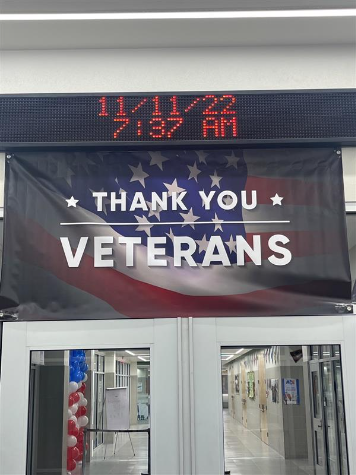 11/11/22
7:37 AM
THANK YOU
VETERANS